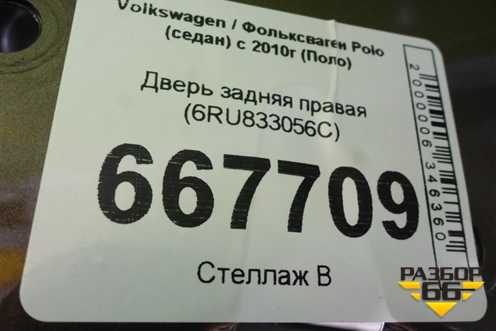 Volkswagen / Фольксваген Polo
(седан) с 2010г (Поло)
Дверь задняя правая
(6RU833056C)
667709
Стеллаж В
2000006346360
РАЗБОР
66